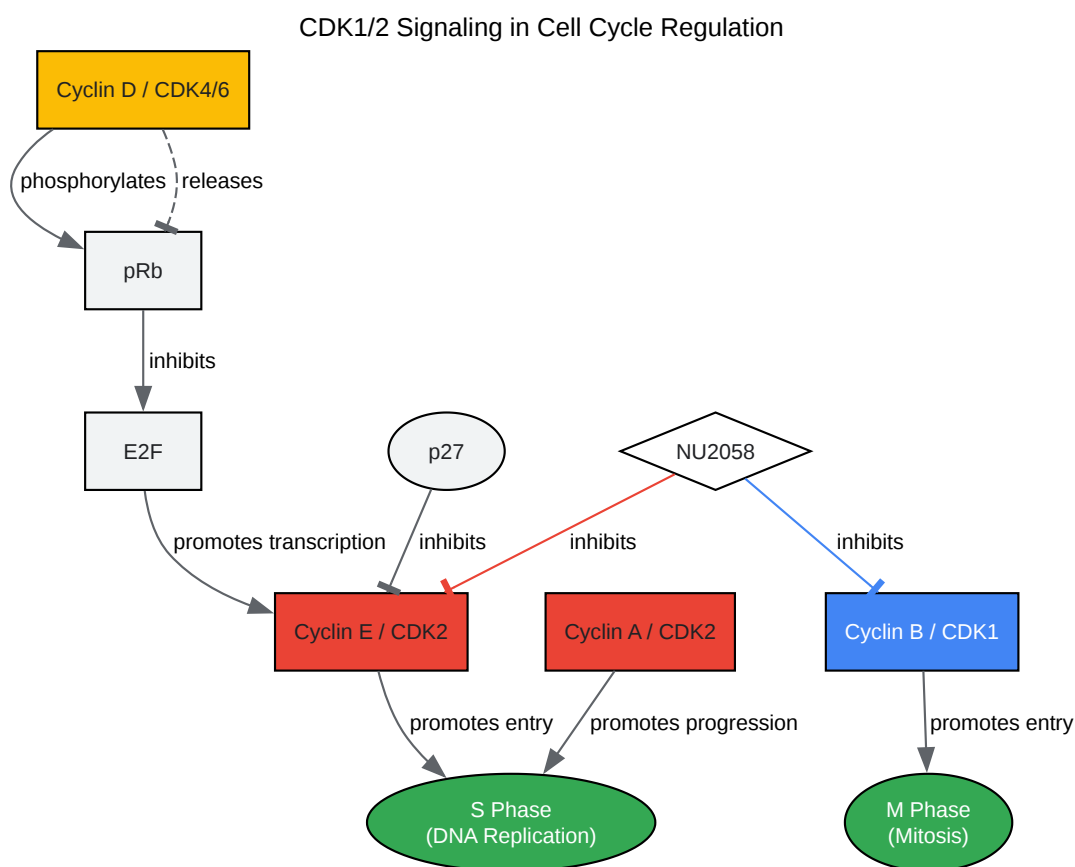 CDK1/2 Signaling in Cell Cycle Regulation
Cyclin D / CDK4/6
phosphorylates
releases
pRb
inhibits
E2F
p27
NU2058
promotes transcription
inhibits
inhibits
inhibits
Cyclin E / CDK2
Cyclin A / CDK2
Cyclin B / CDK1
promotes entry
promotes progression
promotes entry
S Phase
(DNA Replication)
M Phase
(Mitosis)